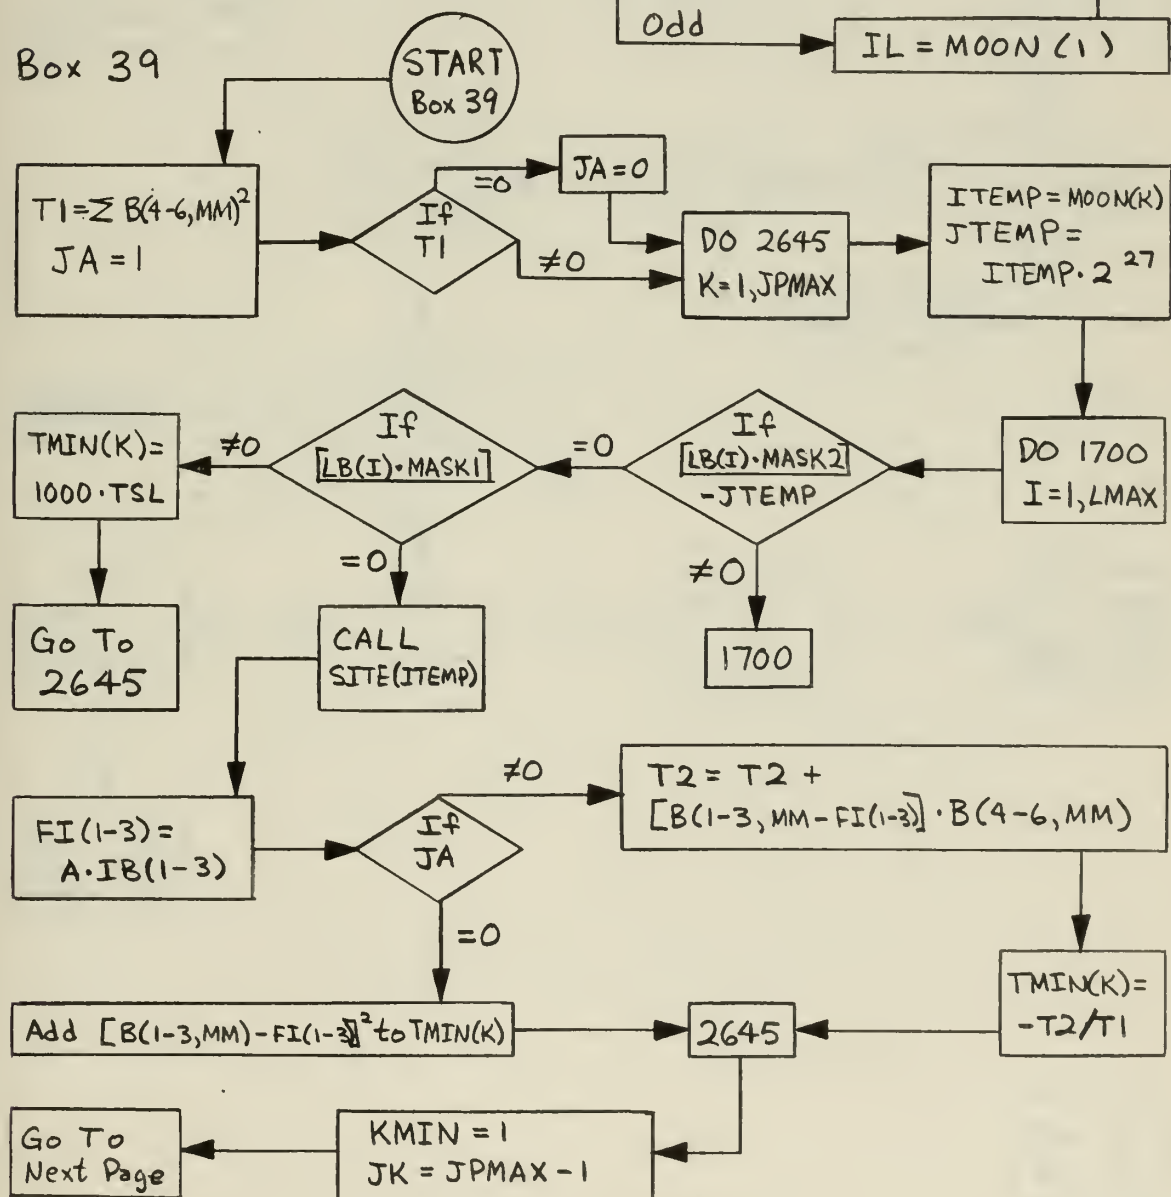 Odd
IL = MOON (1)
Box 39
START
Box 39
T1=Σ B(4-6,MM)²
JA = 1
If
T1
=0
JA=0
≠0
DO 2645
K=1,JPMAX
ITEMP=MOON(K)
JTEMP=
ITEMP·2²⁷
DO 1700
I=1,LMAX
If
[LB(I)·MASK2]
-JTEMP
≠0
1700
=0
If
[LB(I)·MASK1]
≠0
TMIN(K)=
1000·TSL
Go To
2645
=0
CALL
SITE(ITEMP)
FI(1-3)=
A·IB(1-3)
If
JA
≠0
T2 = T2 +
[B(1-3,MM-FI(1-3)]·B(4-6,MM)
TMIN(K)=
-T2/T1
=0
Add [B(1-3,MM)-FI(1-3]² to TMIN(K)
2645
KMIN = 1
JK = JPMAX-1
Go To
Next Page